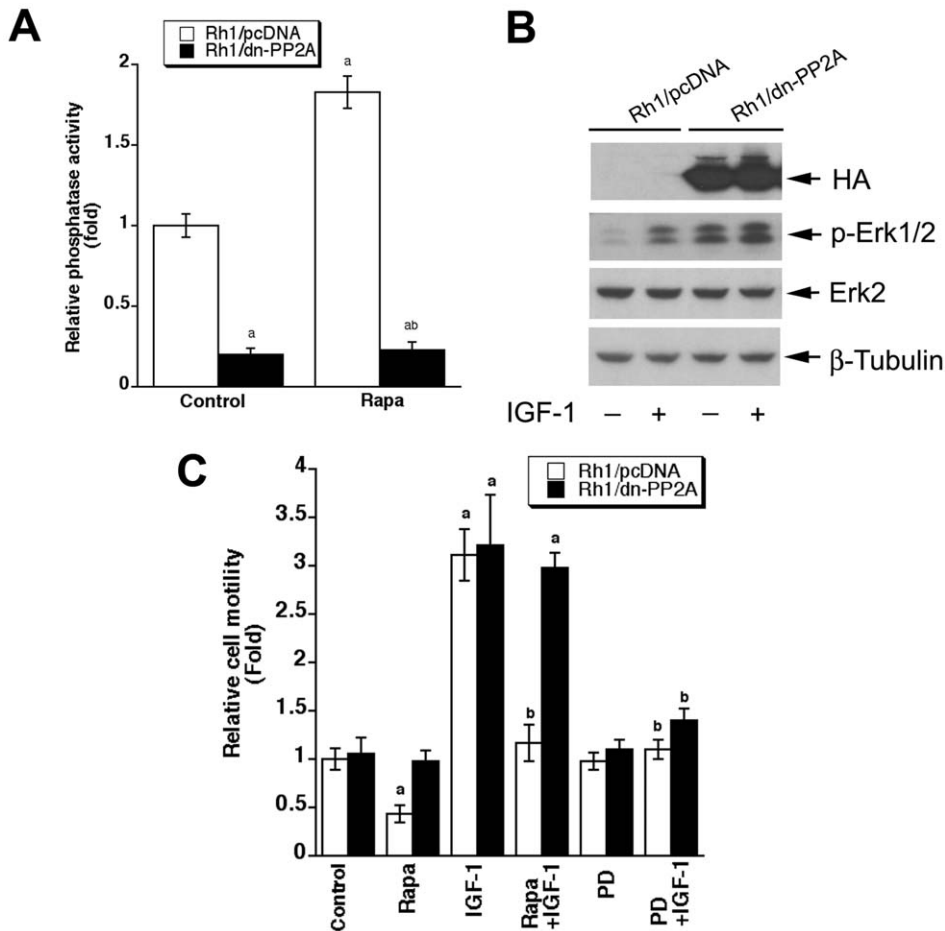 A
Rh1/pcDNA
Rh1/dn-PP2A
Relative phosphatase activity
(fold)
2
1.5
1
0.5
0
a
a
ab
Control
Rapa
B
Rh1/pcDNA
Rh1/dn-PP2A
HA
p-Erk1/2
Erk2
β-Tubulin
IGF-1 – + – +
C
Rh1/pcDNA
Rh1/dn-PP2A
Relative cell motility
(Fold)
4
3.5
3
2.5
2
1.5
1
0.5
0
a
a
a
b
a
b
b
Control
Rapa
IGF-1
Rapa
+IGF-1
PD
PD
+IGF-1